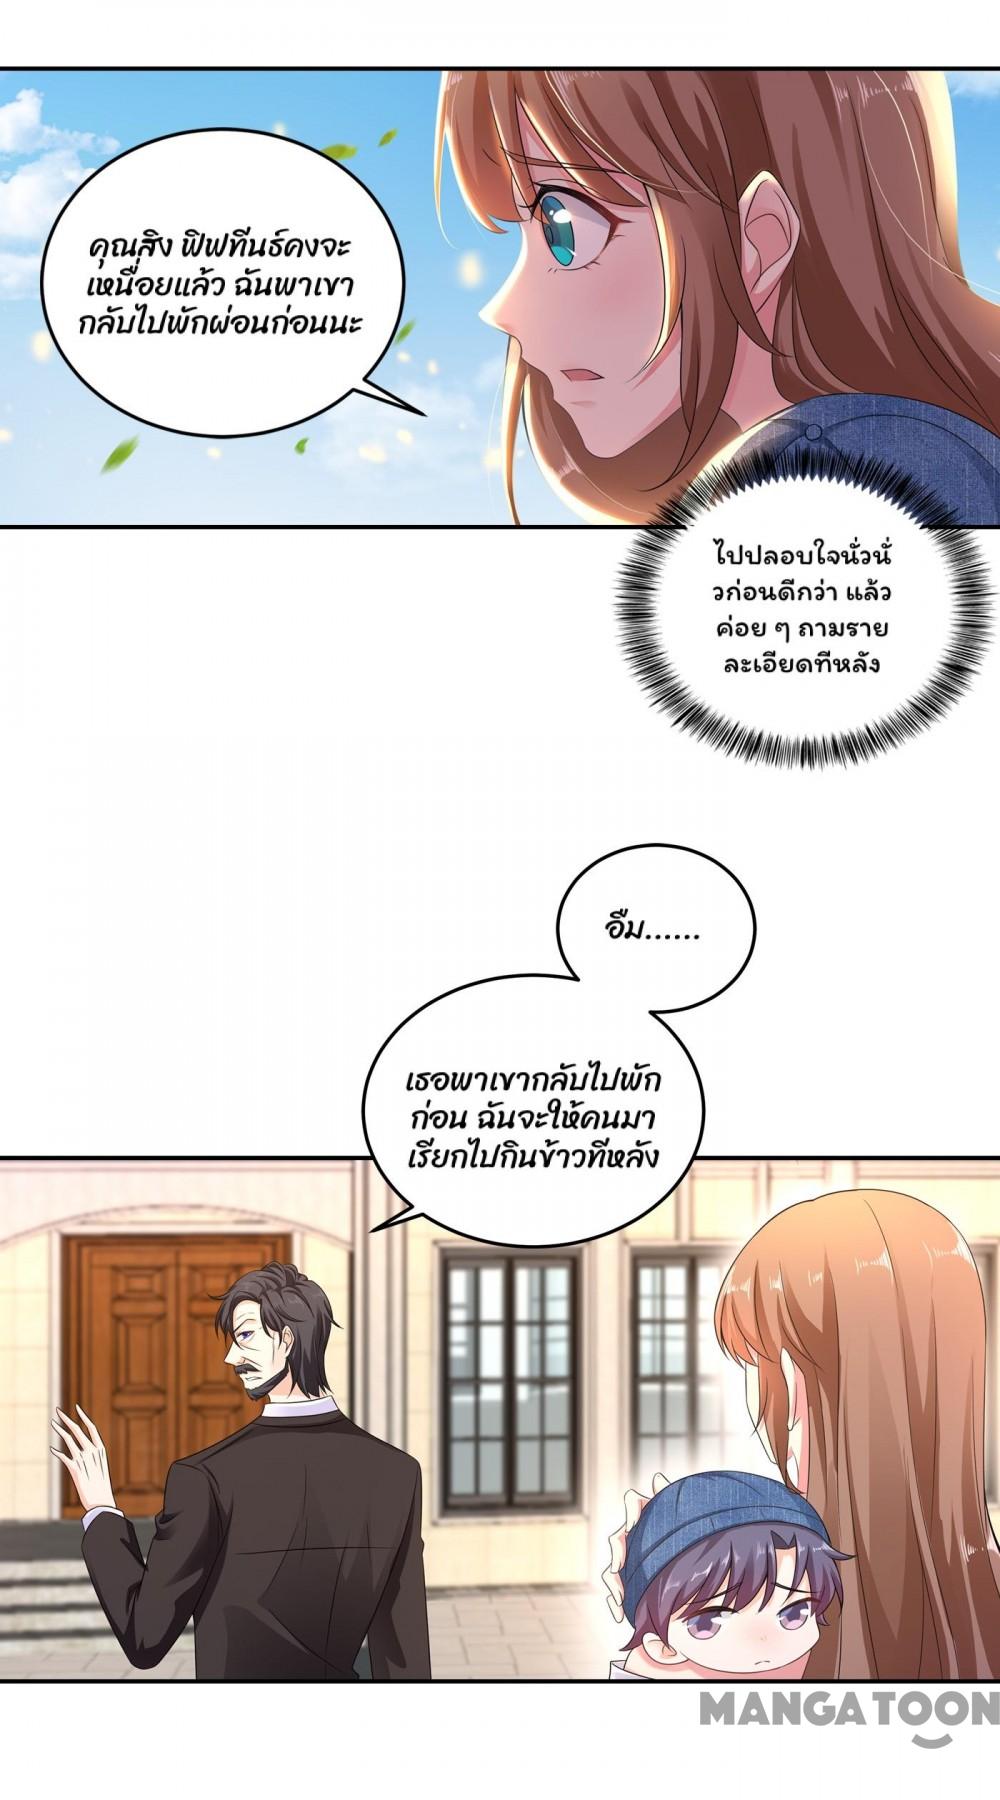 คุณสิง ฟิฟทีนธ์คงจะ
เหนื่อยแล้ว ฉันพาเขา
กลับไปพักผ่อนก่อนนะ
ไปปลอบใจนั่วนั่
วก่อนดีกว่า แล้ว
ค่อย ๆ ถามราย
ละเอียดทีหลัง
อืม......
เธอพาเขากลับไปพัก
ก่อน ฉันจะให้คนมา
เรียกไปกินข้าวทีหลัง
MANGATOON